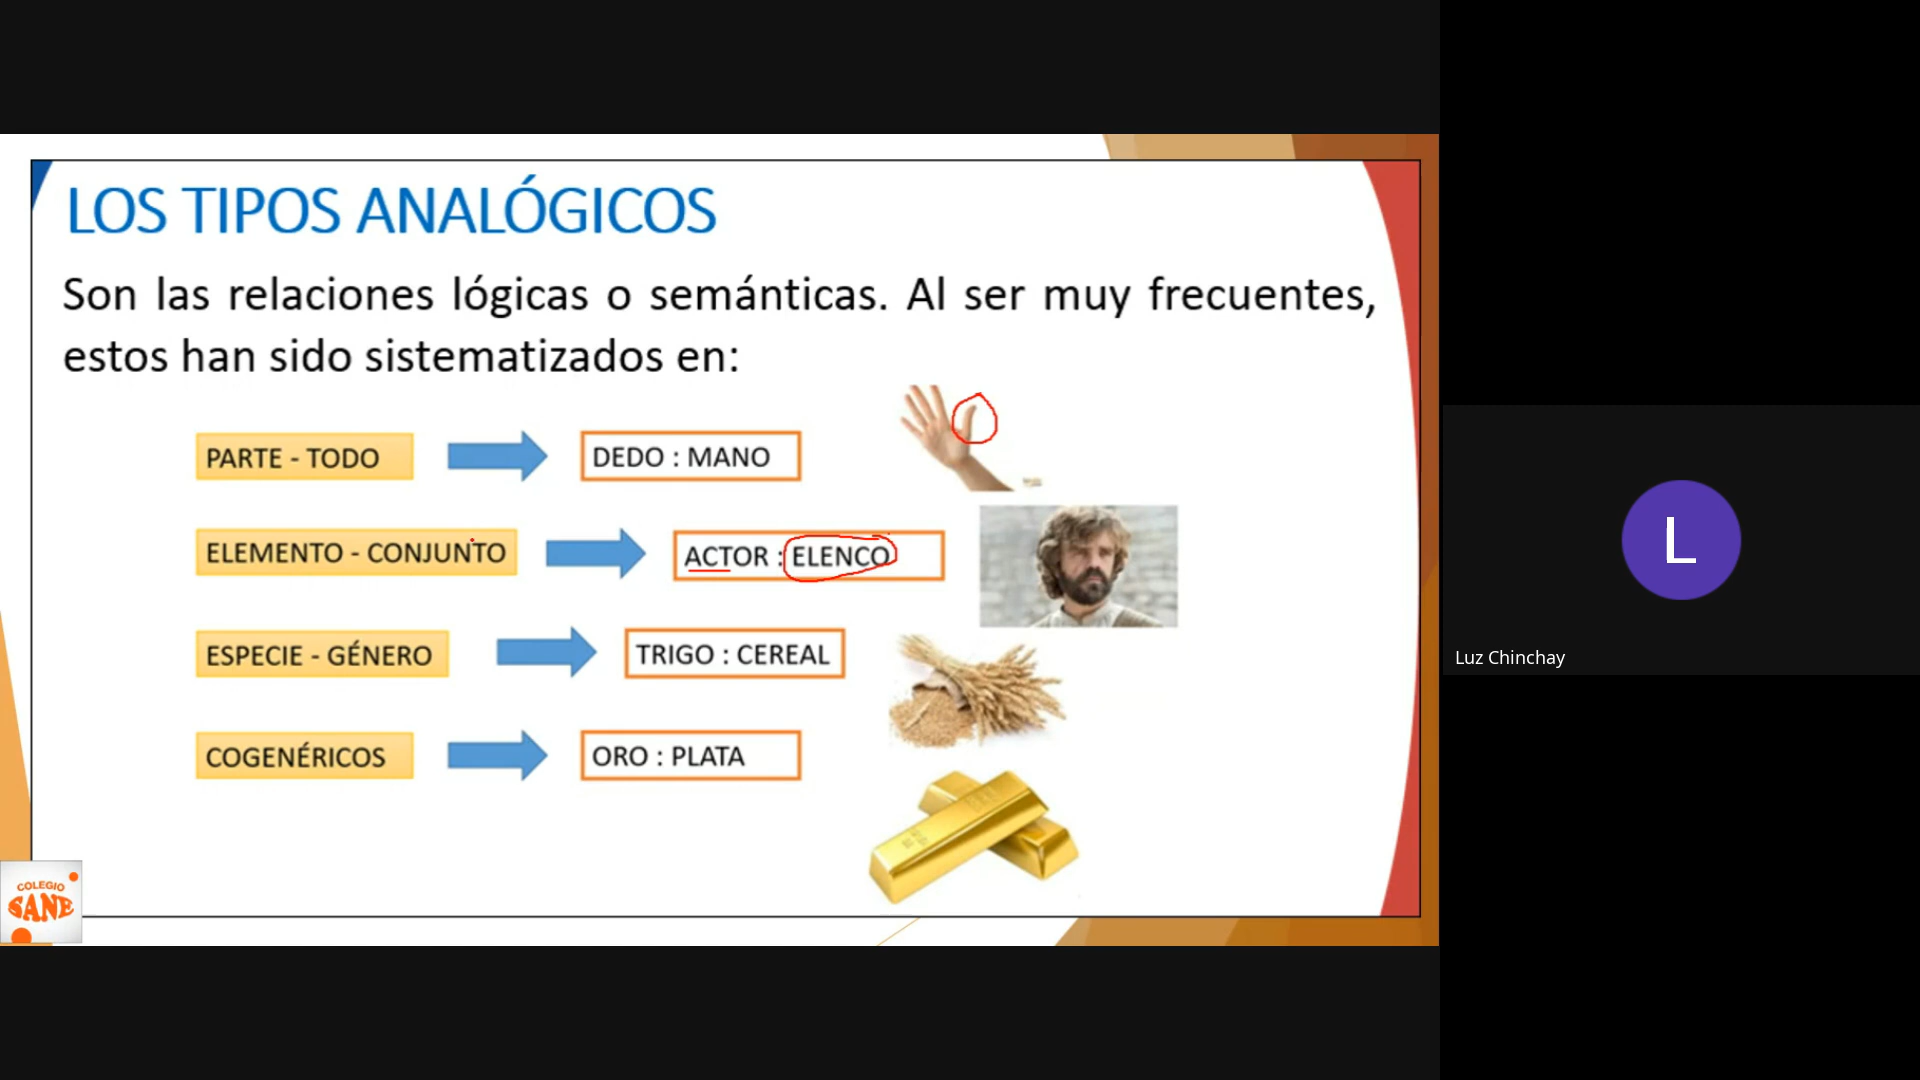 LOS TIPOS ANALÓGICOS
Son las relaciones lógicas o semánticas. Al ser muy frecuentes,
estos han sido sistematizados en:
PARTE - TODO
DEDO : MANO
ELEMENTO - CONJUNTO
ACTOR : ELENCO
ESPECIE - GÉNERO
TRIGO : CEREAL
COGENÉRICOS
ORO : PLATA
COLEGIO
SANE
L
Luz Chinchay